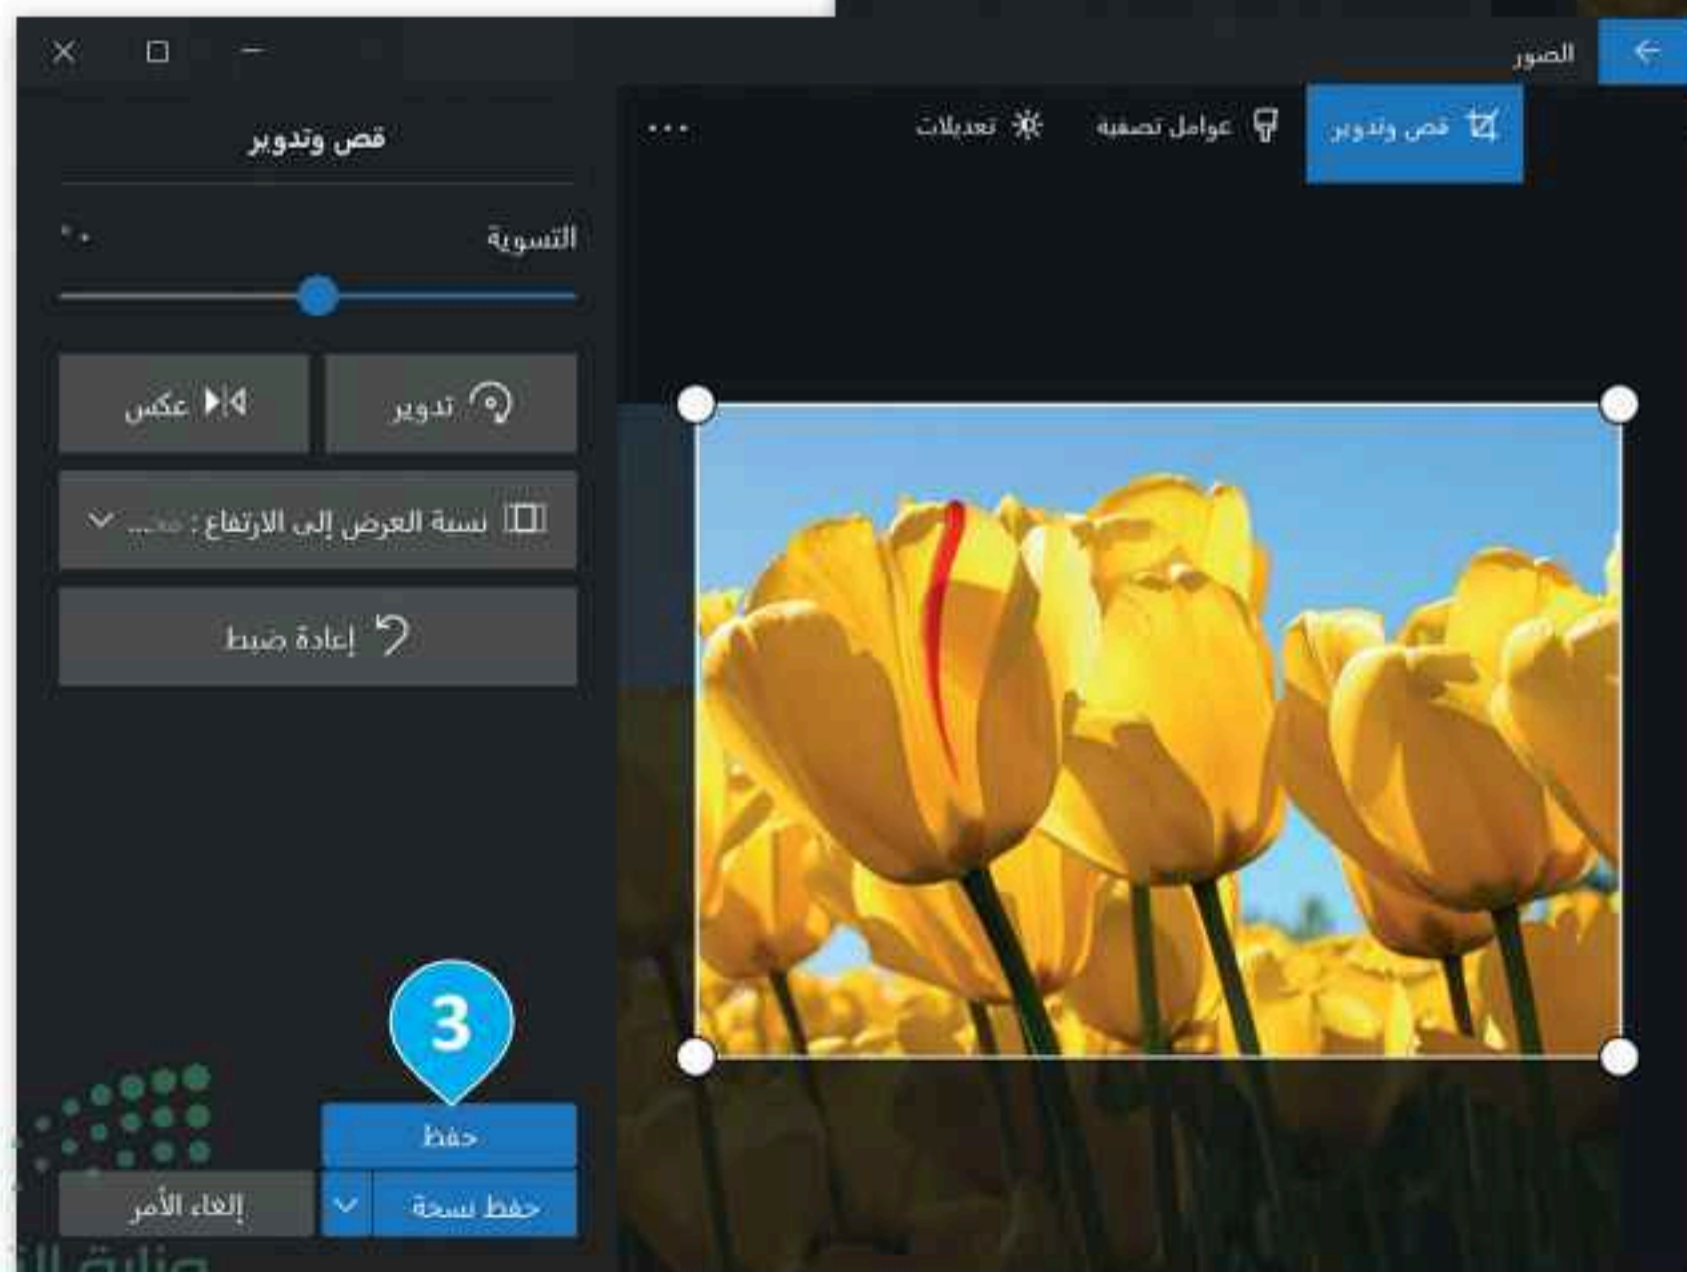 الصور
قص وتدوير
عوامل تصفية
تعديلات
...
قص وتدوير
التسوية
تدوير
عكس
نسبة العرض إلى الارتفاع : ...
إعادة ضبط
3
حفظ
حفظ نسخة
إلغاء الأمر